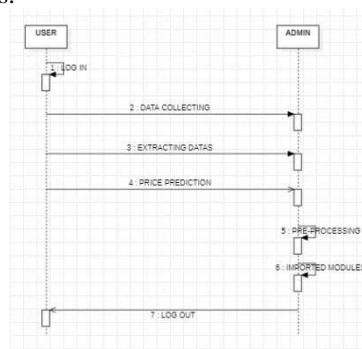 s.
USER
ADMIN
1 : LOG IN
2 : DATA COLLECTING
3 : EXTRACTING DATAS
4 : PRICE PREDICTION
5 : PRE-PROCESSING
6 : IMPORTED MODULES
7 : LOG OUT